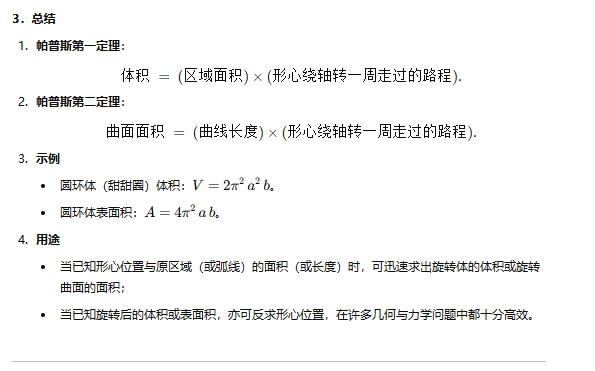 3. 总结
1. 帕普斯第一定理：
体积 = (区域面积) × (形心绕轴转一周走过的路程).
2. 帕普斯第二定理：
曲面面积 = (曲线长度) × (形心绕轴转一周走过的路程).
3. 示例
• 圆环体（甜甜圈）体积：V = 2π² a² b。
• 圆环体表面积：A = 4π² a b。
4. 用途
• 当已知形心位置与原区域（或弧线）的面积（或长度）时，可迅速求出旋转体的体积或旋转
曲面的面积；
• 当已知旋转后的体积或表面积，亦可反求形心位置，在许多几何与力学问题中都十分高效。